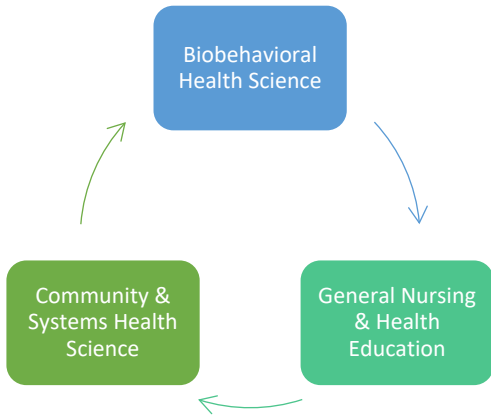 Biobehavioral
Health Science
Community &
Systems Health
Science
General Nursing
& Health
Education